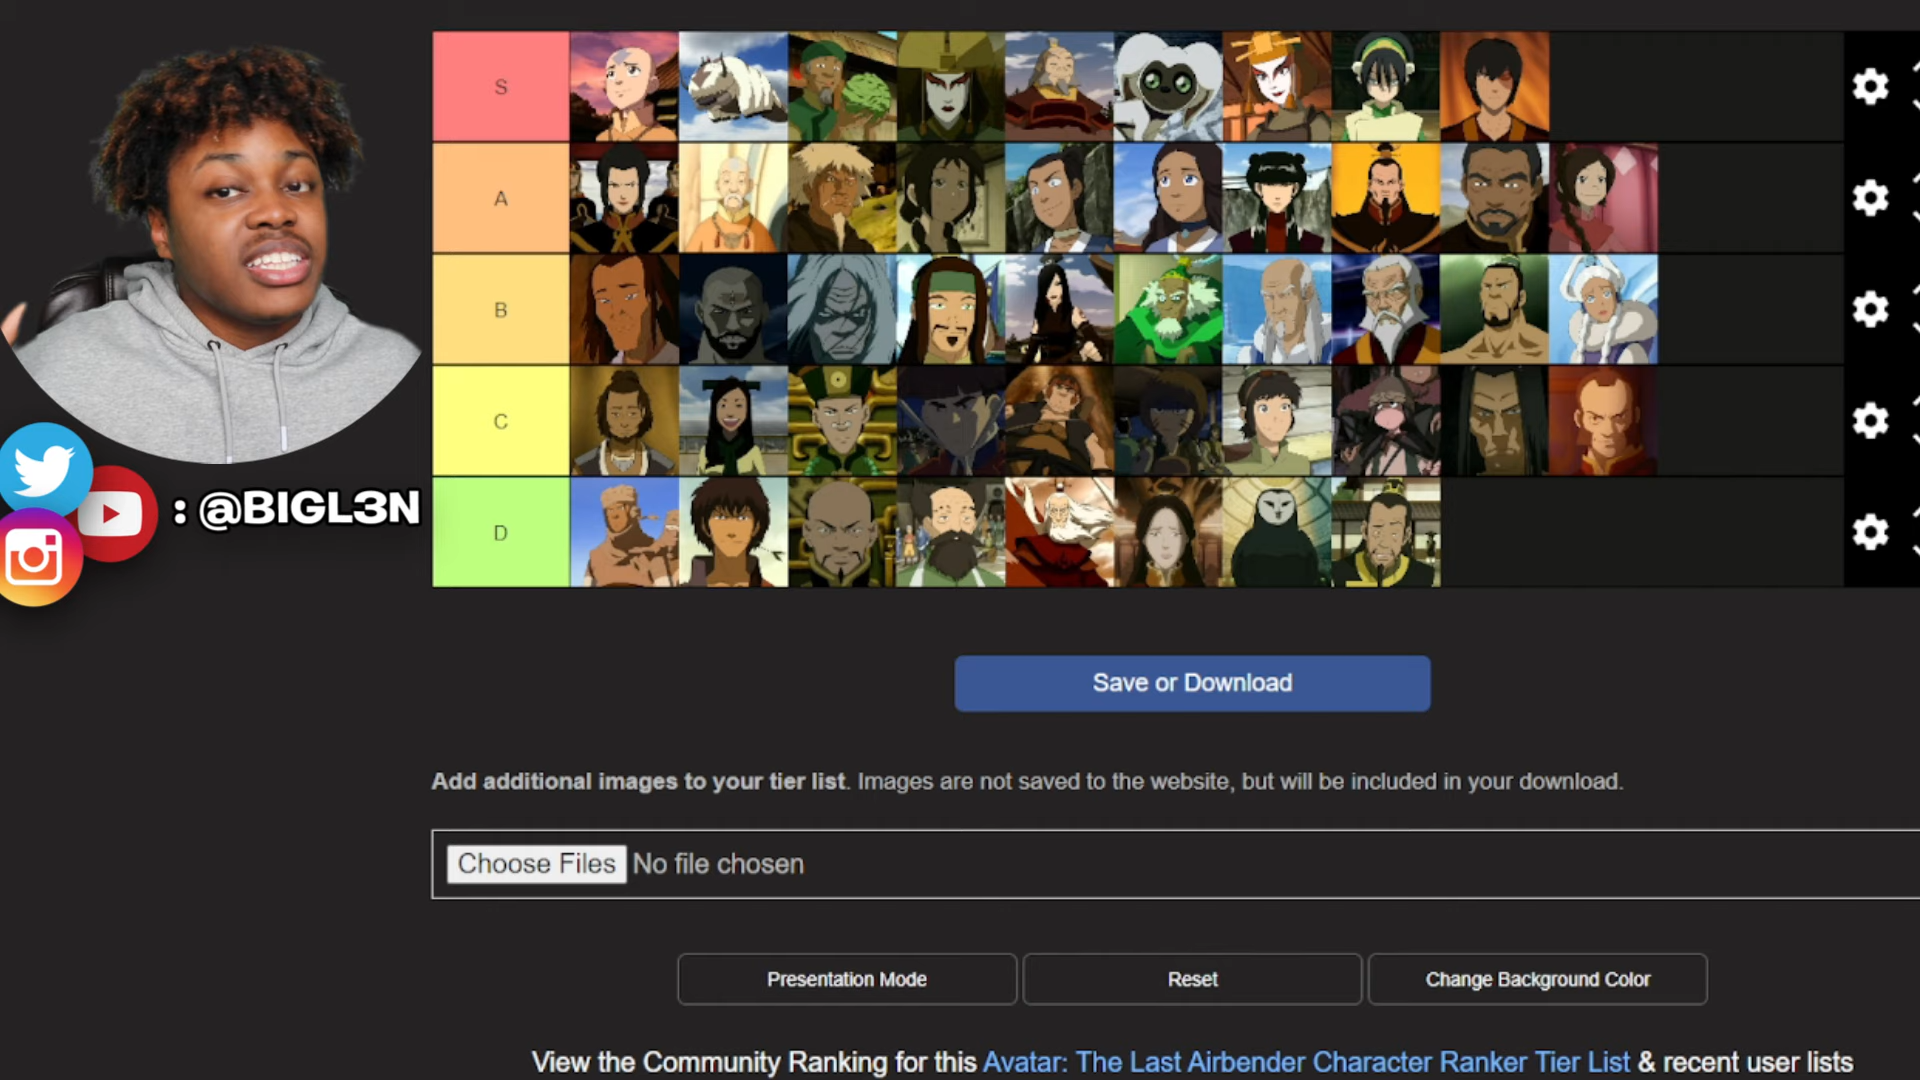 S
A
B
C
D
: @BIGL3N
Save or Download
Add additional images to your tier list. Images are not saved to the website, but will be included in your download.
Choose Files No file chosen
Presentation Mode
Reset
Change Background Color
View the Community Ranking for this Avatar: The Last Airbender Character Ranker Tier List & recent user lists